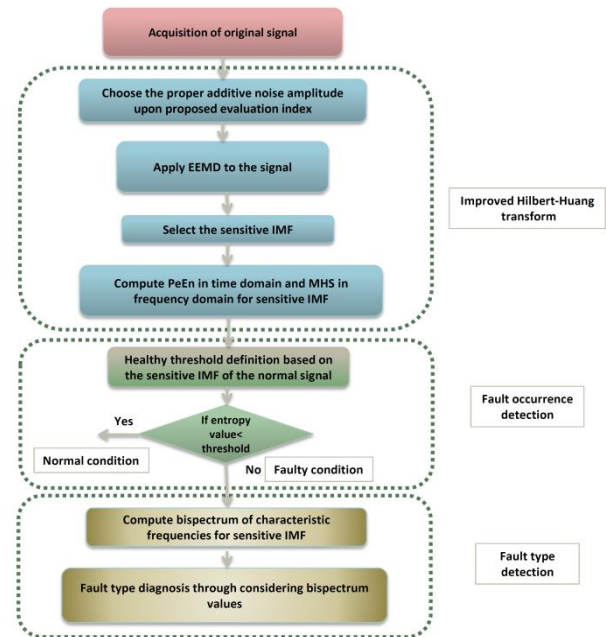 Acquisition of original signal
Choose the proper additive noise amplitude
upon proposed evaluation index
Apply EEMD to the signal
Improved Hilbert-Huang
transform
Select the sensitive IMF
Compute PeEn in time domain and MHS in
frequency domain for sensitive IMF
Healthy threshold definition based on
the sensitive IMF of the normal signal
Fault occurrence
detection
Yes
If entropy
value<
threshold
Normal condition
No
Faulty condition
Compute bispectrum of characteristic
frequencies for sensitive IMF
Fault type
detection
Fault type diagnosis through considering bispectrum
values